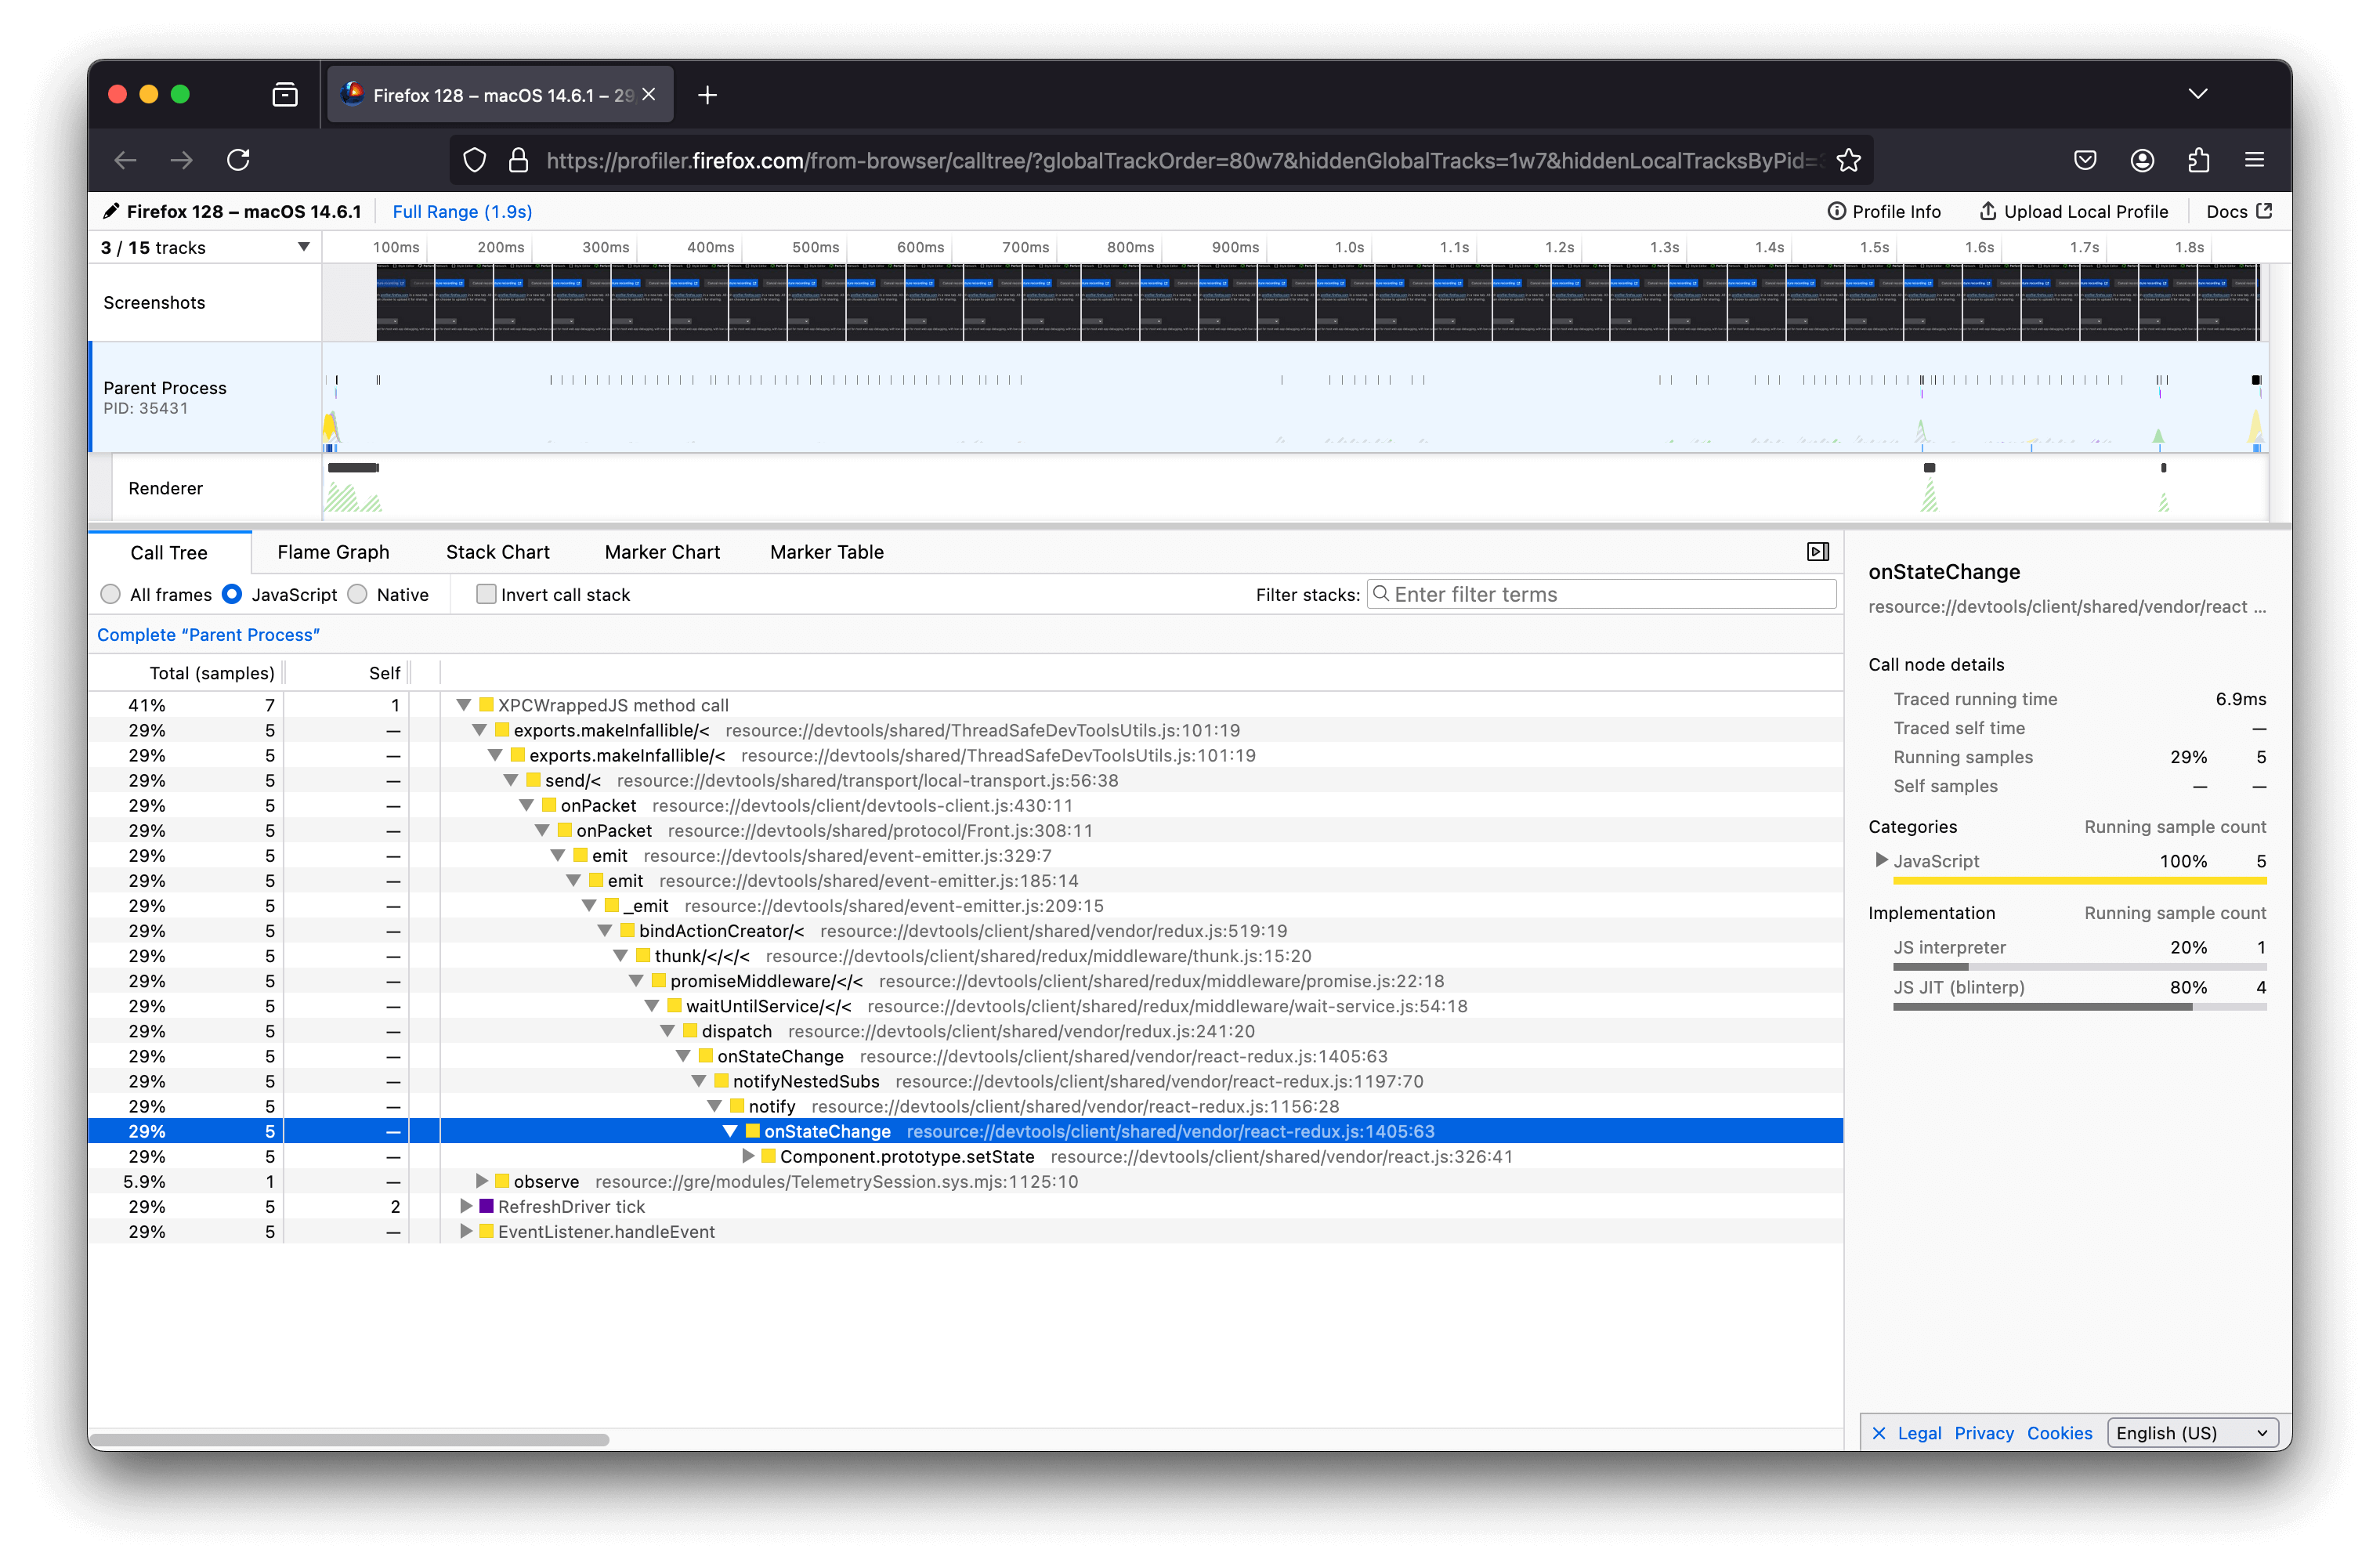 Firefox 128 – macOS 14.6.1 – 29
https://profiler.firefox.com/from-browser/calltree/?globalTrackOrder=80w7&hiddenGlobalTracks=1w7&hiddenLocalTracksByPid=
Firefox 128 – macOS 14.6.1 Full Range (1.9s) Profile Info Upload Local Profile Docs
3 / 15 tracks 100ms 200ms 300ms 400ms 500ms 600ms 700ms 800ms 900ms 1.0s 1.1s 1.2s 1.3s 1.4s 1.5s 1.6s 1.7s 1.8s
Screenshots
Parent Process
PID: 35431
Renderer
Call Tree Flame Graph Stack Chart Marker Chart Marker Table
All frames JavaScript Native Invert call stack Filter stacks: Enter filter terms
Complete “Parent Process”
Total (samples) Self
41% 7 1 XPCWrappedJS method call
29% 5 — exports.makeInfallible/< resource://devtools/shared/ThreadSafeDevToolsUtils.js:101:19
29% 5 — exports.makeInfallible/< resource://devtools/shared/ThreadSafeDevToolsUtils.js:101:19
29% 5 — send/< resource://devtools/shared/transport/local-transport.js:56:38
29% 5 — onPacket resource://devtools/client/devtools-client.js:430:11
29% 5 — onPacket resource://devtools/shared/protocol/Front.js:308:11
29% 5 — emit resource://devtools/shared/event-emitter.js:329:7
29% 5 — emit resource://devtools/shared/event-emitter.js:185:14
29% 5 — _emit resource://devtools/shared/event-emitter.js:209:15
29% 5 — bindActionCreator/< resource://devtools/client/shared/vendor/redux.js:519:19
29% 5 — thunk/</</< resource://devtools/client/shared/redux/middleware/thunk.js:15:20
29% 5 — promiseMiddleware/</< resource://devtools/client/shared/redux/middleware/promise.js:22:18
29% 5 — waitUntilService/</< resource://devtools/client/shared/redux/middleware/wait-service.js:54:18
29% 5 — dispatch resource://devtools/client/shared/vendor/redux.js:241:20
29% 5 — onStateChange resource://devtools/client/shared/vendor/react-redux.js:1405:63
29% 5 — notifyNestedSubs resource://devtools/client/shared/vendor/react-redux.js:1197:70
29% 5 — notify resource://devtools/client/shared/vendor/react-redux.js:1156:28
29% 5 — onStateChange resource://devtools/client/shared/vendor/react-redux.js:1405:63
29% 5 — Component.prototype.setState resource://devtools/client/shared/vendor/react.js:326:41
5.9% 1 — observe resource://gre/modules/TelemetrySession.sys.mjs:1125:10
29% 5 2 RefreshDriver tick
29% 5 — EventListener.handleEvent
onStateChange
resource://devtools/client/shared/vendor/react ...
Call node details
Traced running time 6.9ms
Traced self time —
Running samples 29% 5
Self samples — —
Categories Running sample count
JavaScript 100% 5
Implementation Running sample count
JS interpreter 20% 1
JS JIT (blinterp) 80% 4
Legal Privacy Cookies English (US)